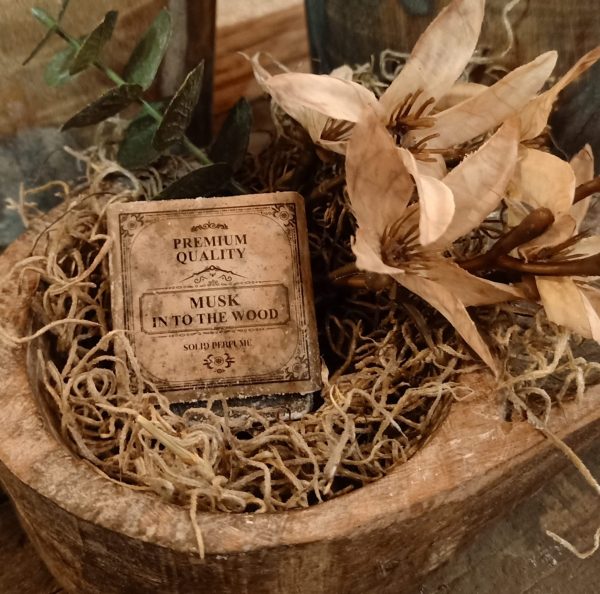 PREMIUM
QUALITY
MUSK
IN TO THE WOOD
SOLID PERFUME